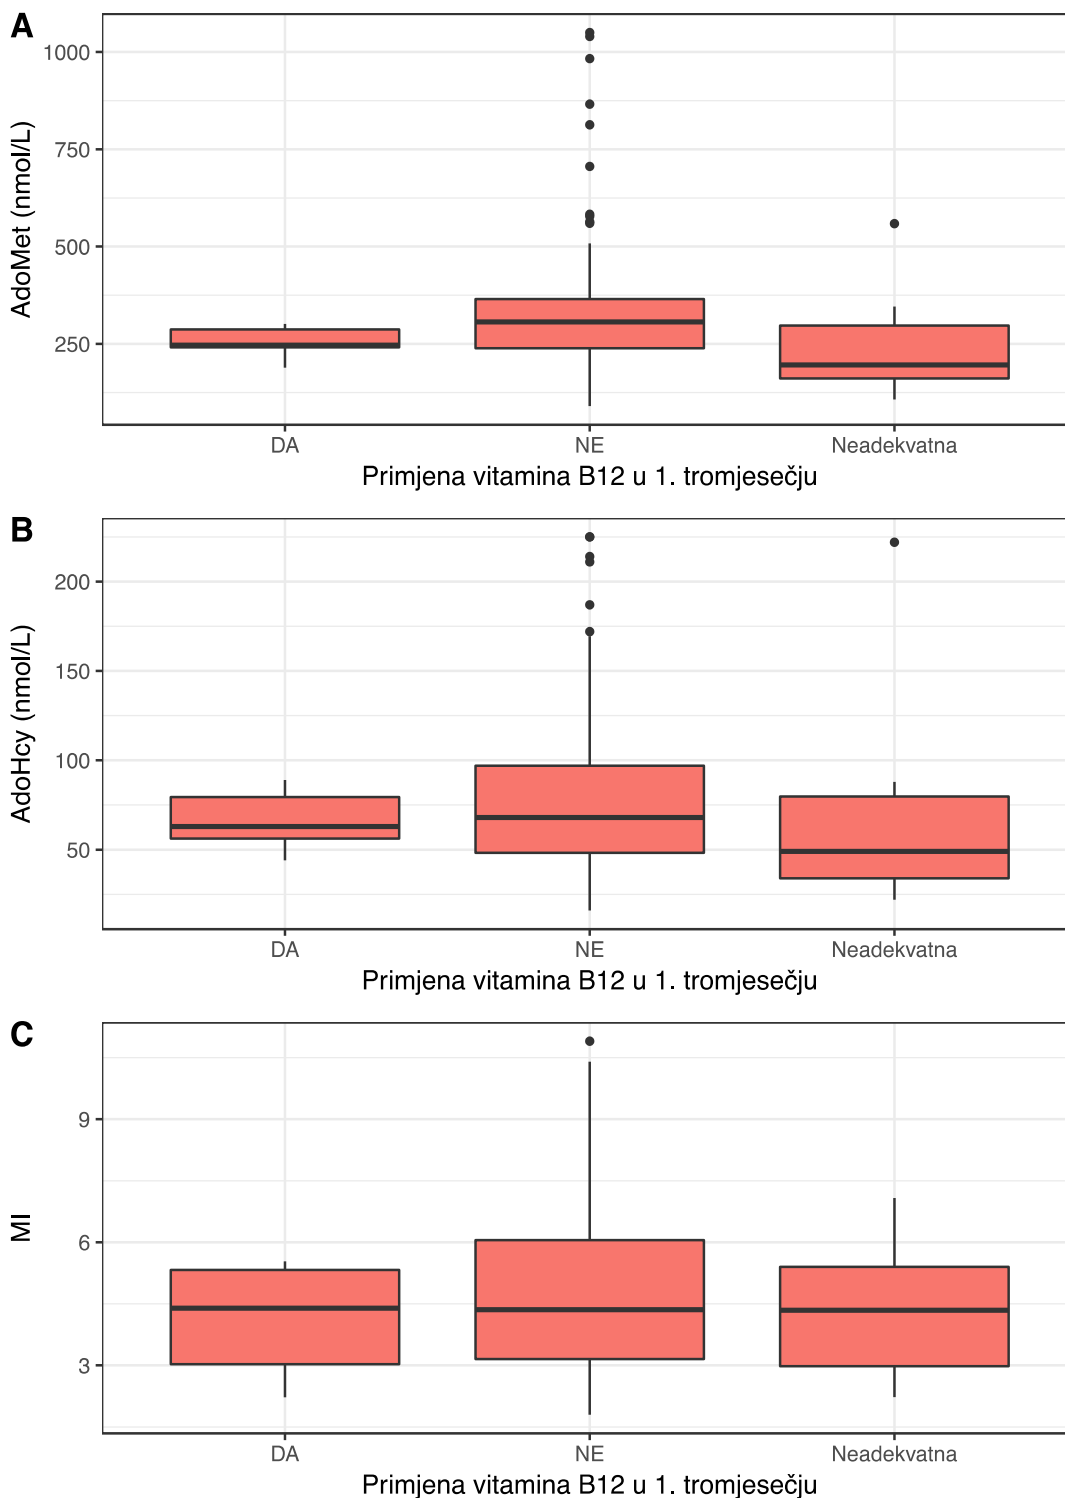 A
AdoMet (nmol/L)
1000
750
500
250
DA
NE
Neadekvatna
Primjena vitamina B12 u 1. tromjesečju
B
AdoHcy (nmol/L)
200
150
100
50
DA
NE
Neadekvatna
Primjena vitamina B12 u 1. tromjesečju
C
MI
9
6
3
DA
NE
Neadekvatna
Primjena vitamina B12 u 1. tromjesečju